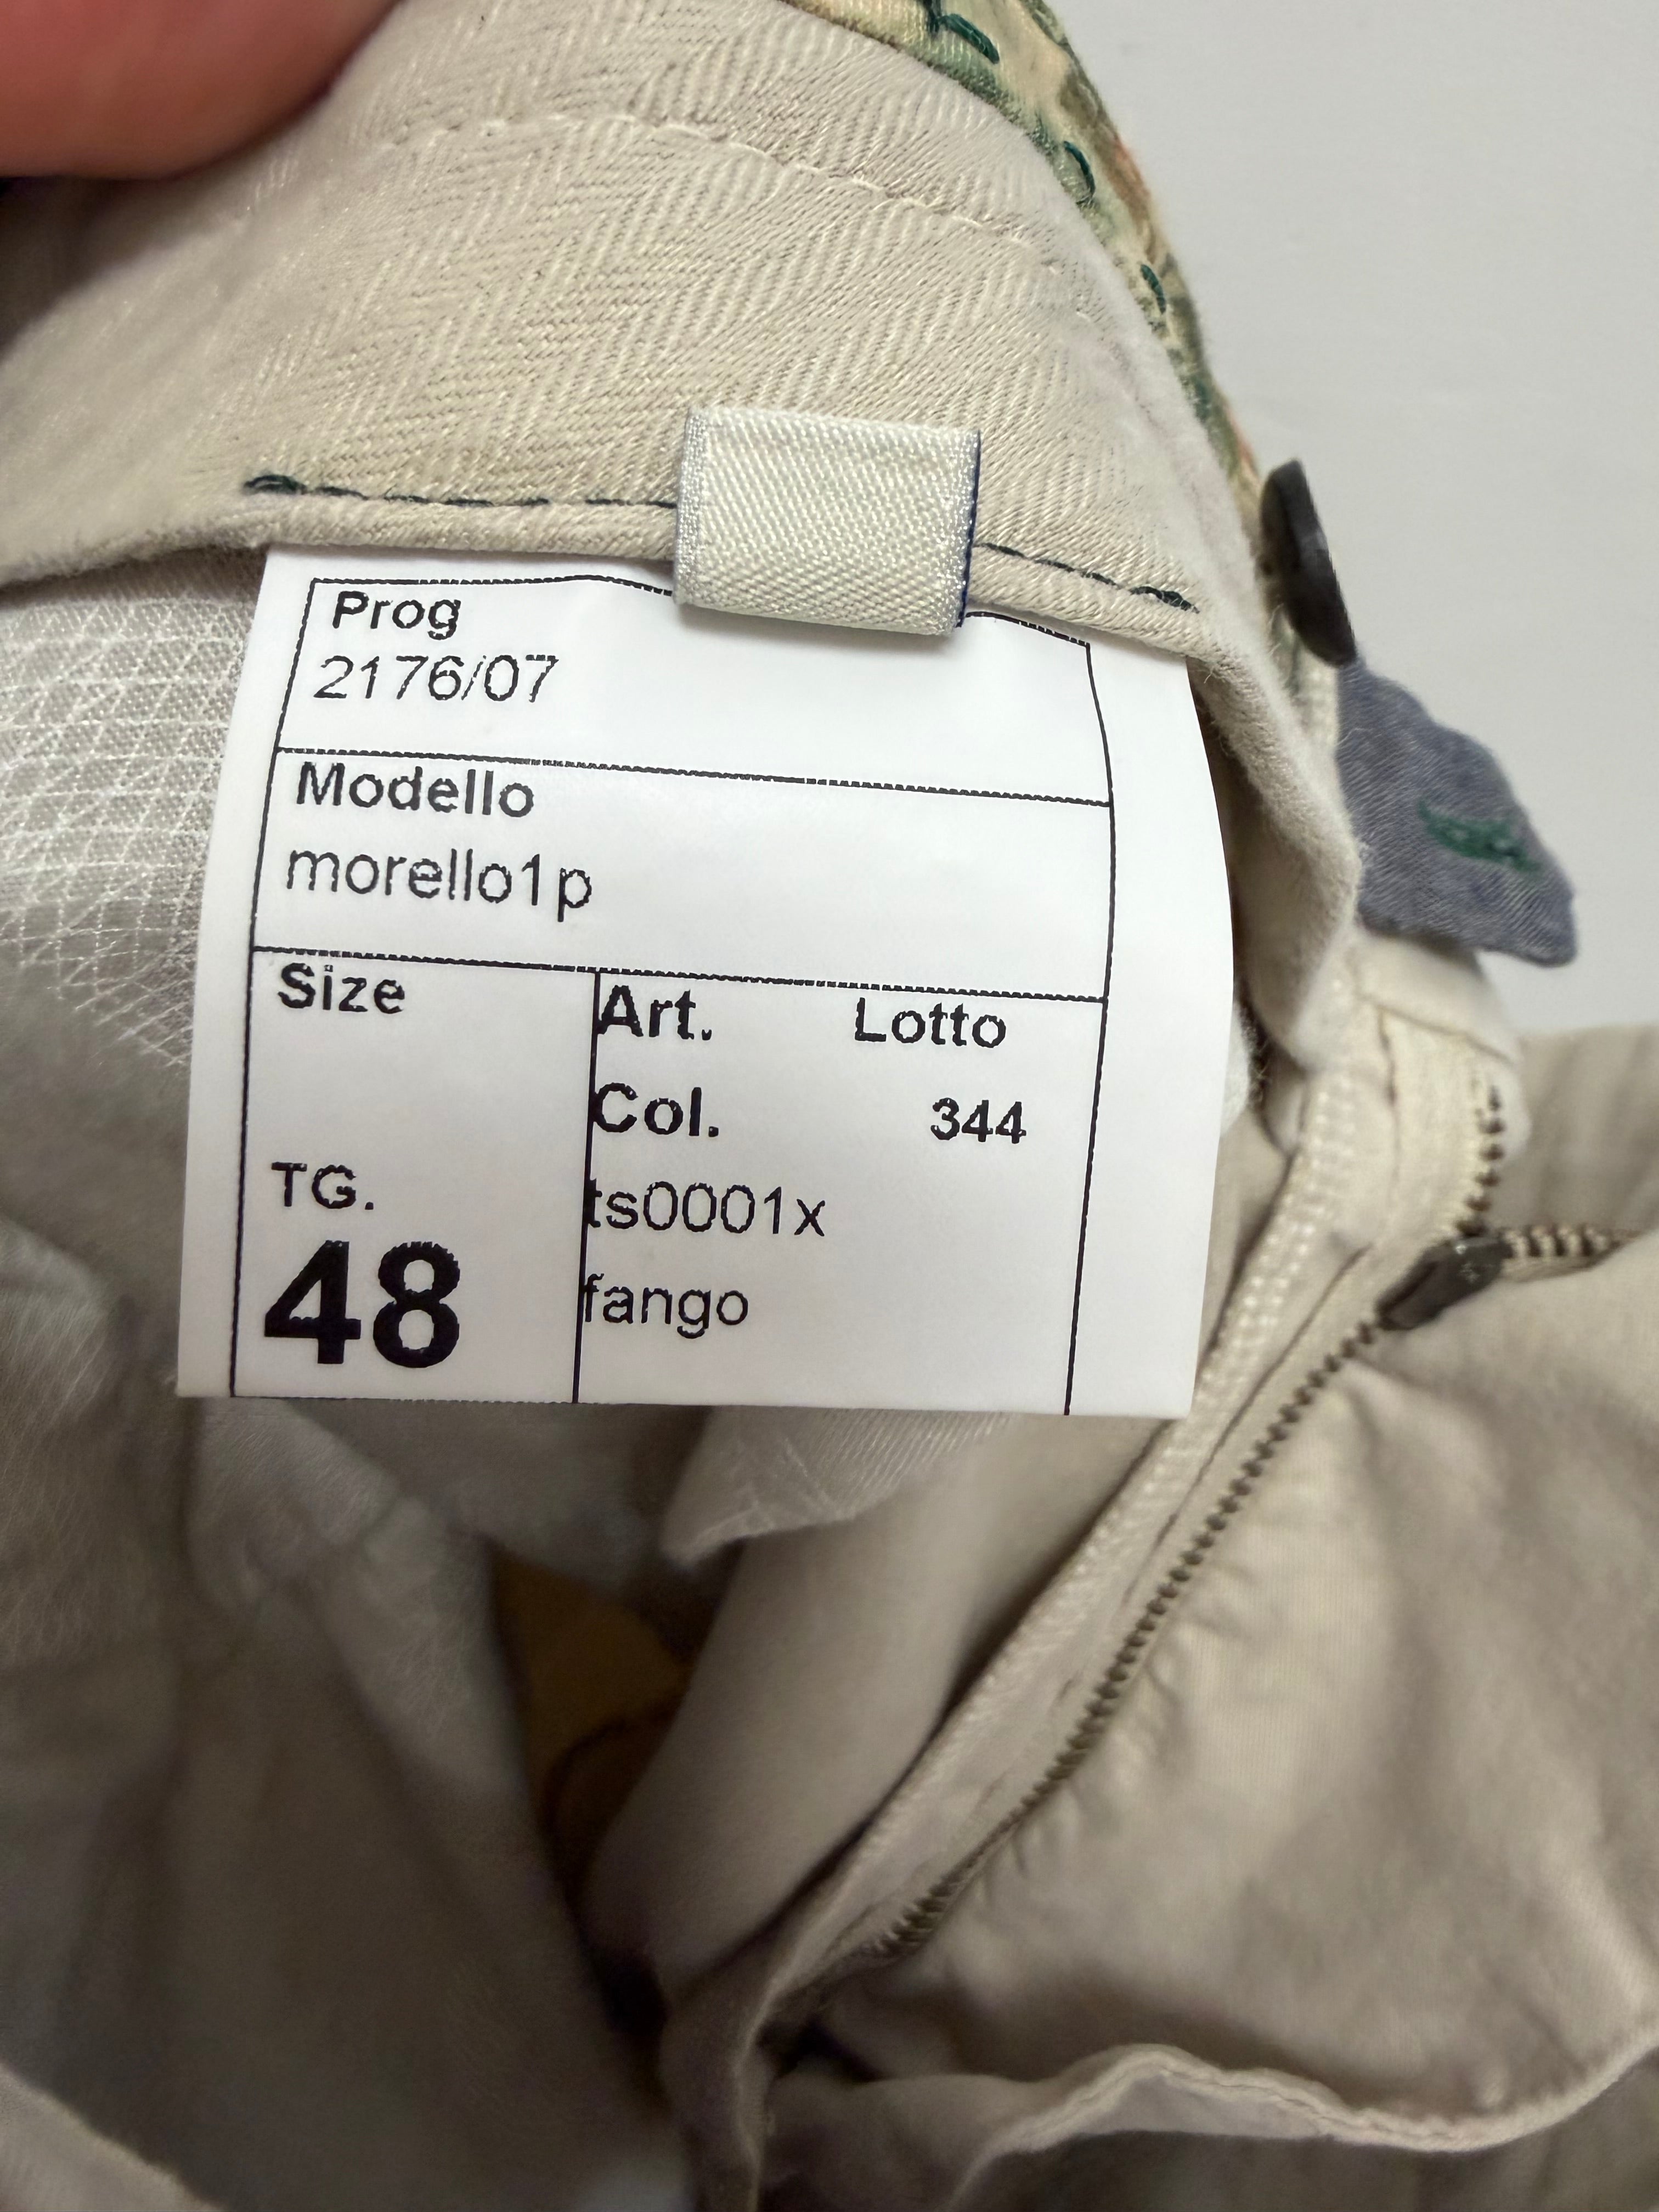 Prog
2176/07
Modello
morello1p
Size
Art. Lotto
Col. 344
TG.
ts0001x
48
fango